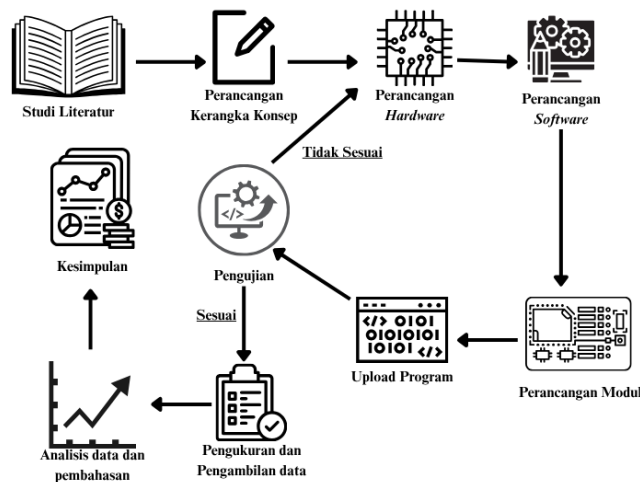 Studi Literatur
Perancangan
Kerangka Konsep
Perancangan
Hardware
Perancangan
Software
Tidak Sesuai
Kesimpulan
</>
Pengujian
Sesuai
</> 0101
0101010
10101 </>
Upload Program
Perancangan Modul
Analisis data dan
pembahasan
Pengukuran dan
Pengambilan data
$